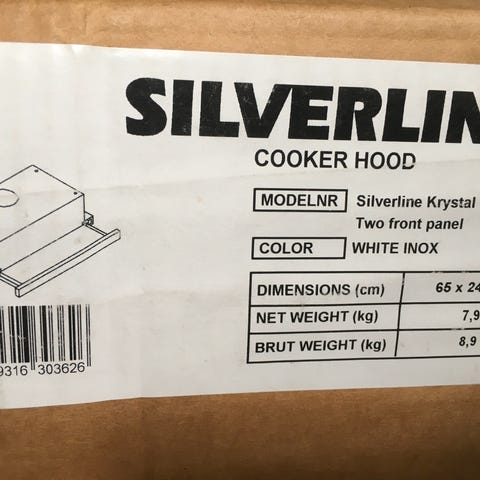 SILVERLIN
COOKER HOOD
MODELNR Silverline Krystal
Two front panel
COLOR WHITE INOX
DIMENSIONS (cm) 65 x 24
NET WEIGHT (kg) 7,9
BRUT WEIGHT (kg) 8,9
9316 303626